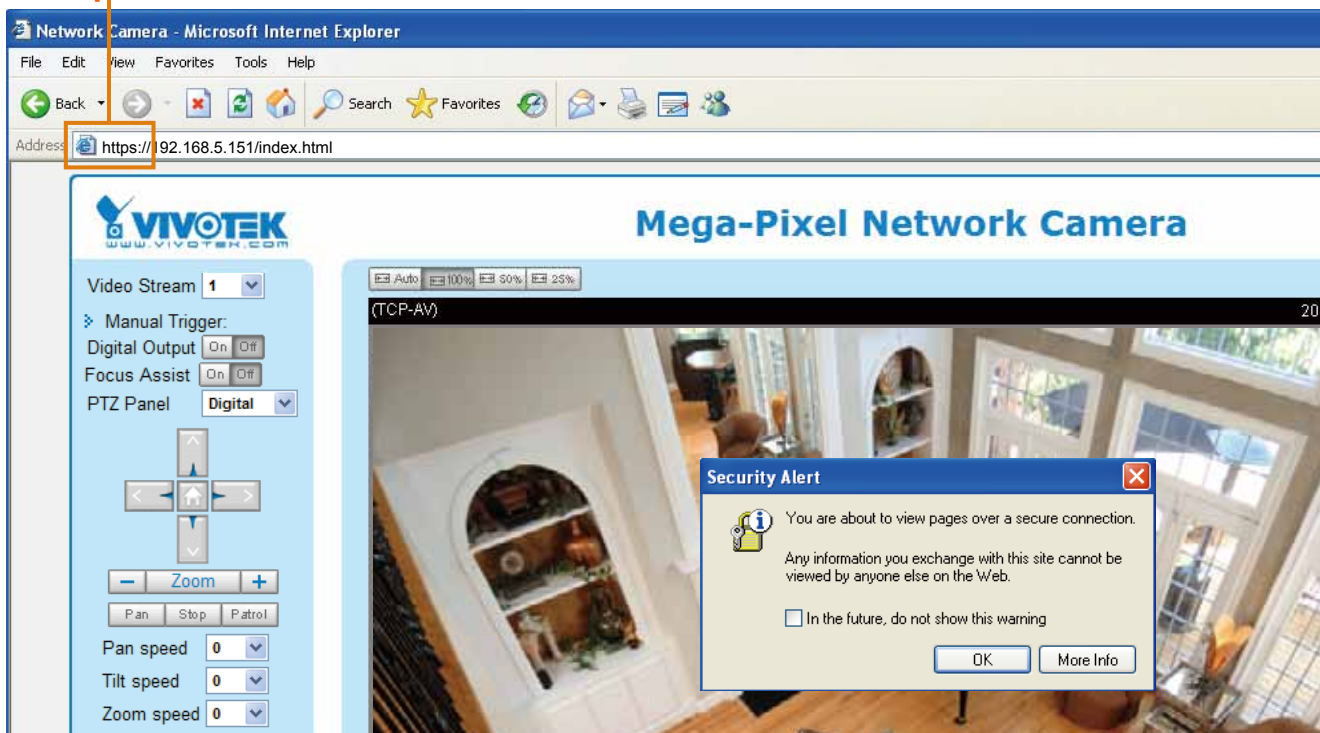 Network Camera - Microsoft Internet Explorer
File Edit View Favorites Tools Help
Back Search Favorites
Address https://192.168.5.151/index.html
VIVOTEK
www.vivotek.com
Mega-Pixel Network Camera
Video Stream 1
Auto 100% 50% 25%
Manual Trigger:
(TCP-AV) 20
Digital Output On Off
Focus Assist On Off
PTZ Panel Digital
Security Alert
You are about to view pages over a secure connection.
Any information you exchange with this site cannot be
viewed by anyone else on the Web.
In the future, do not show this warning
OK More Info
− Zoom +
Pan Stop Patrol
Pan speed 0
Tilt speed 0
Zoom speed 0